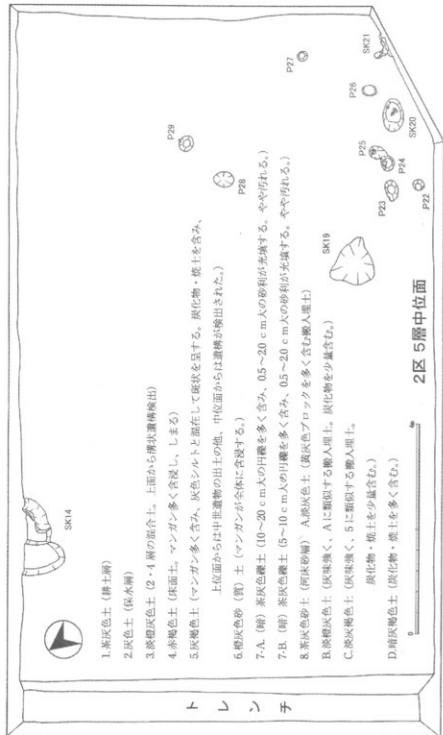 SK14
1.茶灰色土（耕土層）
2.灰色土（保水層）
3.淡橙灰色土（2・4層の混合土。上面から溝状遺構検出）
4.赤褐色土（床面土。マンガン多く含浸し、しまる）
5.灰褐色土（マンガン多く含み、灰色シルトと混在して斑状を呈する。炭化物・焼土を含み、
上位面からは中世遺物の出土の他、中位面からは遺構が検出された。）
6.橙灰色砂（質）土（マンガンが全体に含浸する。）
7-A.（暗）茶灰色礫土（10～20cm大の円礫を多く含み、0.5～2.0cm大の砂利が充填する。やや汚れる。）
7-B.（暗）茶灰色礫土（5～10cm大の円礫を多く含み、0.5～2.0cm大の砂利が充填する。やや汚れる。）
8.茶灰色砂土（河床砂層） A.淡灰色土（黄灰色ブロックを多く含む搬入埋土）
B.淡橙灰色土（灰味強く、Aに類似する搬入埋土。炭化物を少量含む。）
C.淡灰褐色土（灰味強く、5に類似する搬入埋土。
炭化物・焼土を少量含む。）
D.暗灰褐色土（炭化物・焼土を多く含む。）
トレンチ
P29
P28
P27
SK19
P26
P25
P24
P23
P22
SK20
SK21
0
4m
2区 5層中位面